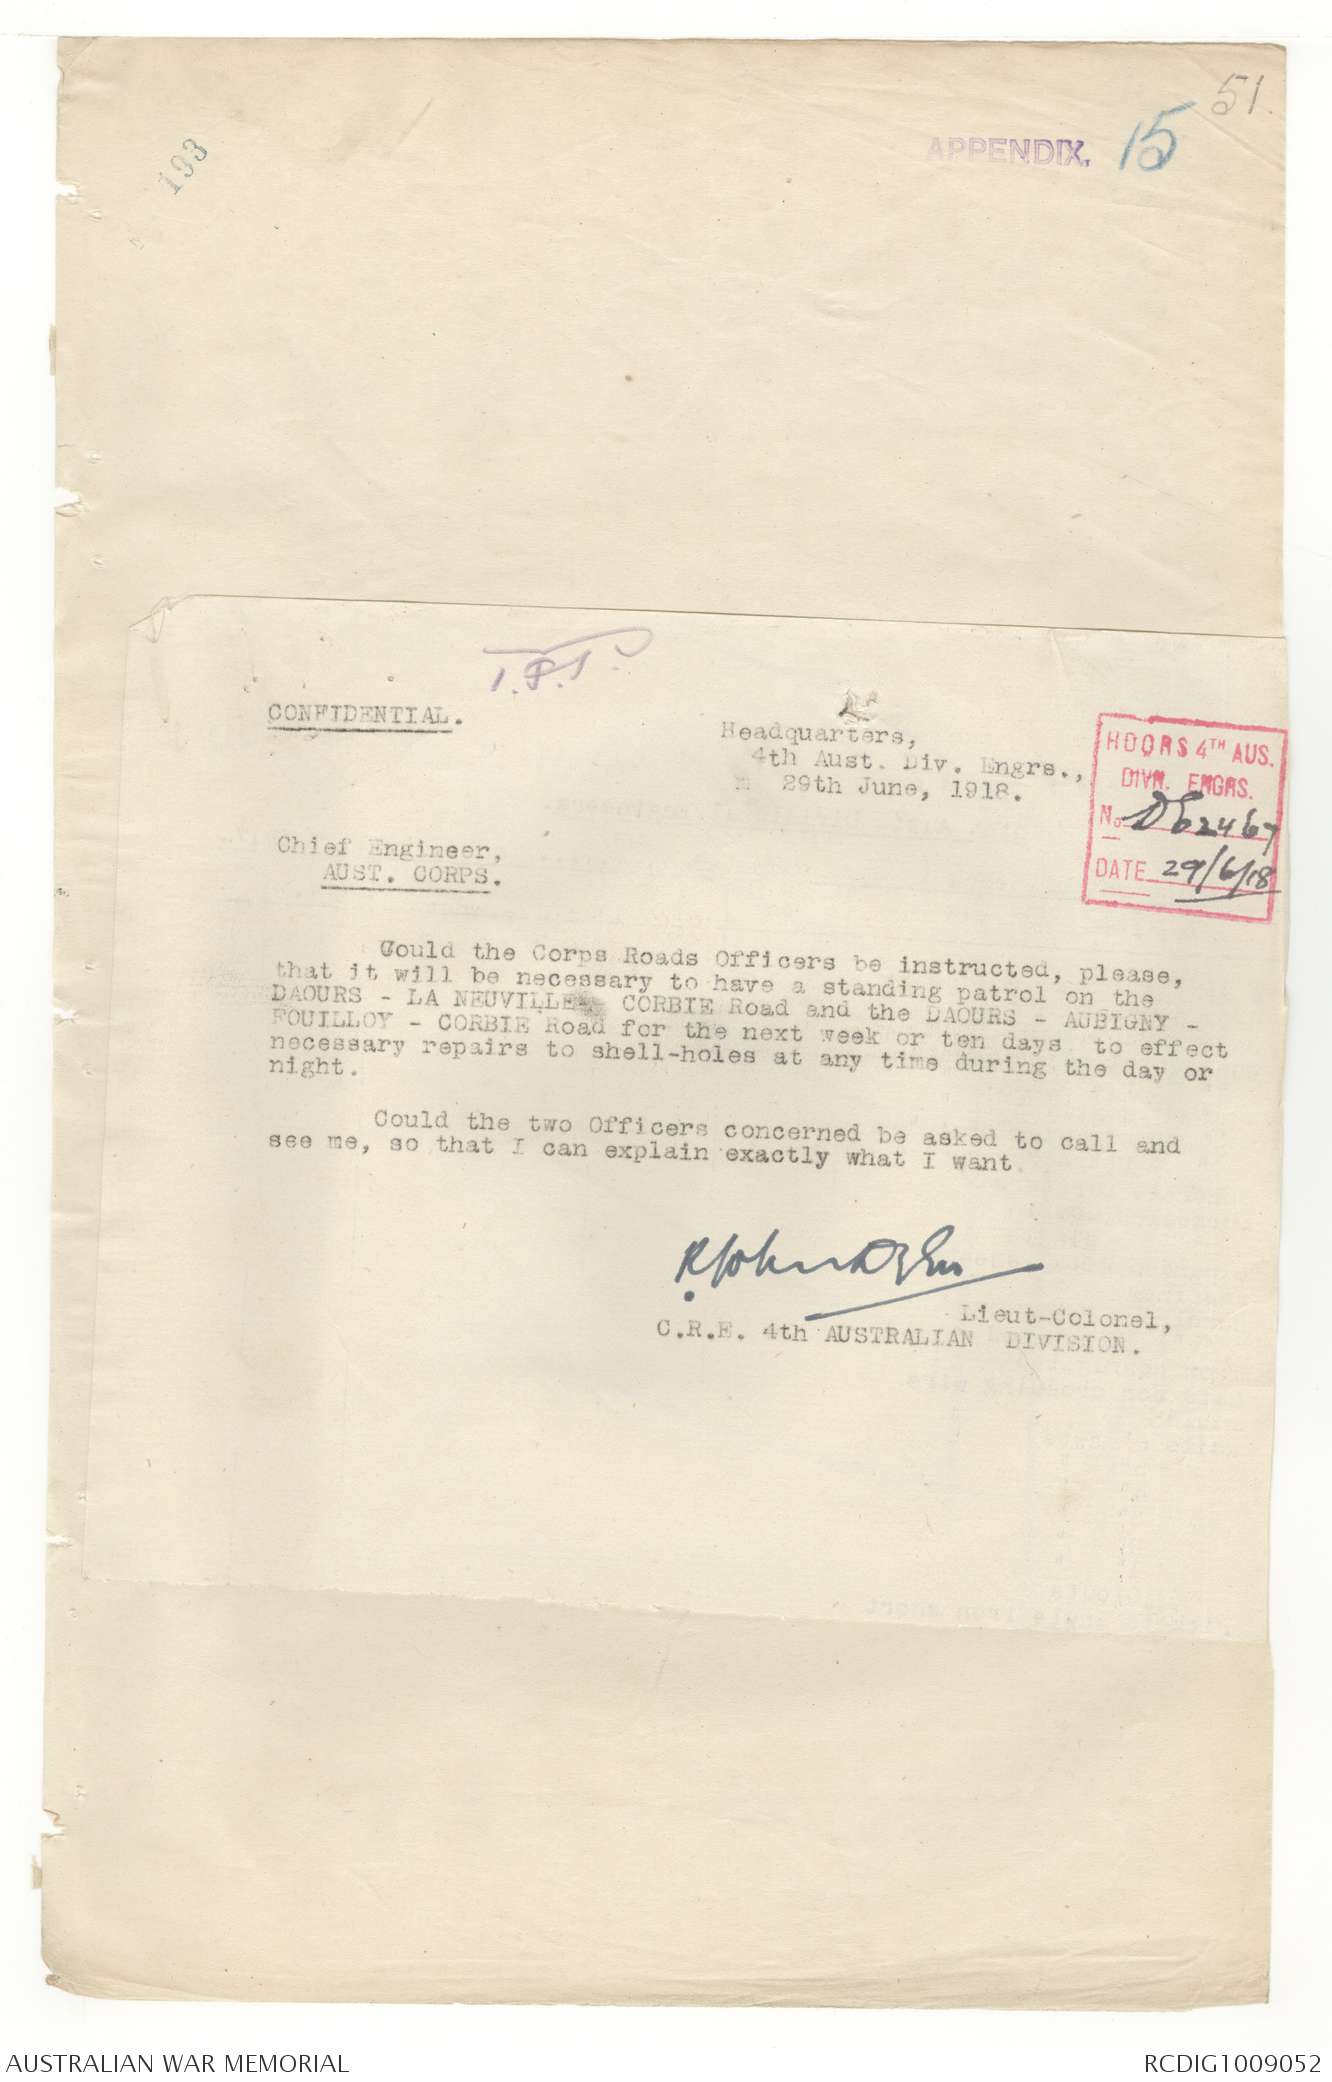 51.
APPENDIX. 15
193
CONFIDENTIAL.
Headquarters,
4th Aust. Div. Engrs.,
29th June, 1918.
HDQRS 4TH AUS.
DIVN. ENGRS.
No DE 2467
DATE 29/6/18
Chief Engineer,
AUST. CORPS.
Could the Corps Roads Officers be instructed, please,
that it will be necessary to have a standing patrol on the
DAOURS - LA NEUVILLE CORBIE Road and the DAOURS - AUBIGNY -
FOUILLOY - CORBIE Road for the next week or ten days to effect
necessary repairs to shell-holes at any time during the day or
night.
Could the two Officers concerned be asked to call and
see me, so that I can explain exactly what I want
Lieut-Colonel,
C.R.E. 4th AUSTRALIAN DIVISION.
AUSTRALIAN WAR MEMORIAL
RCDIG1009052